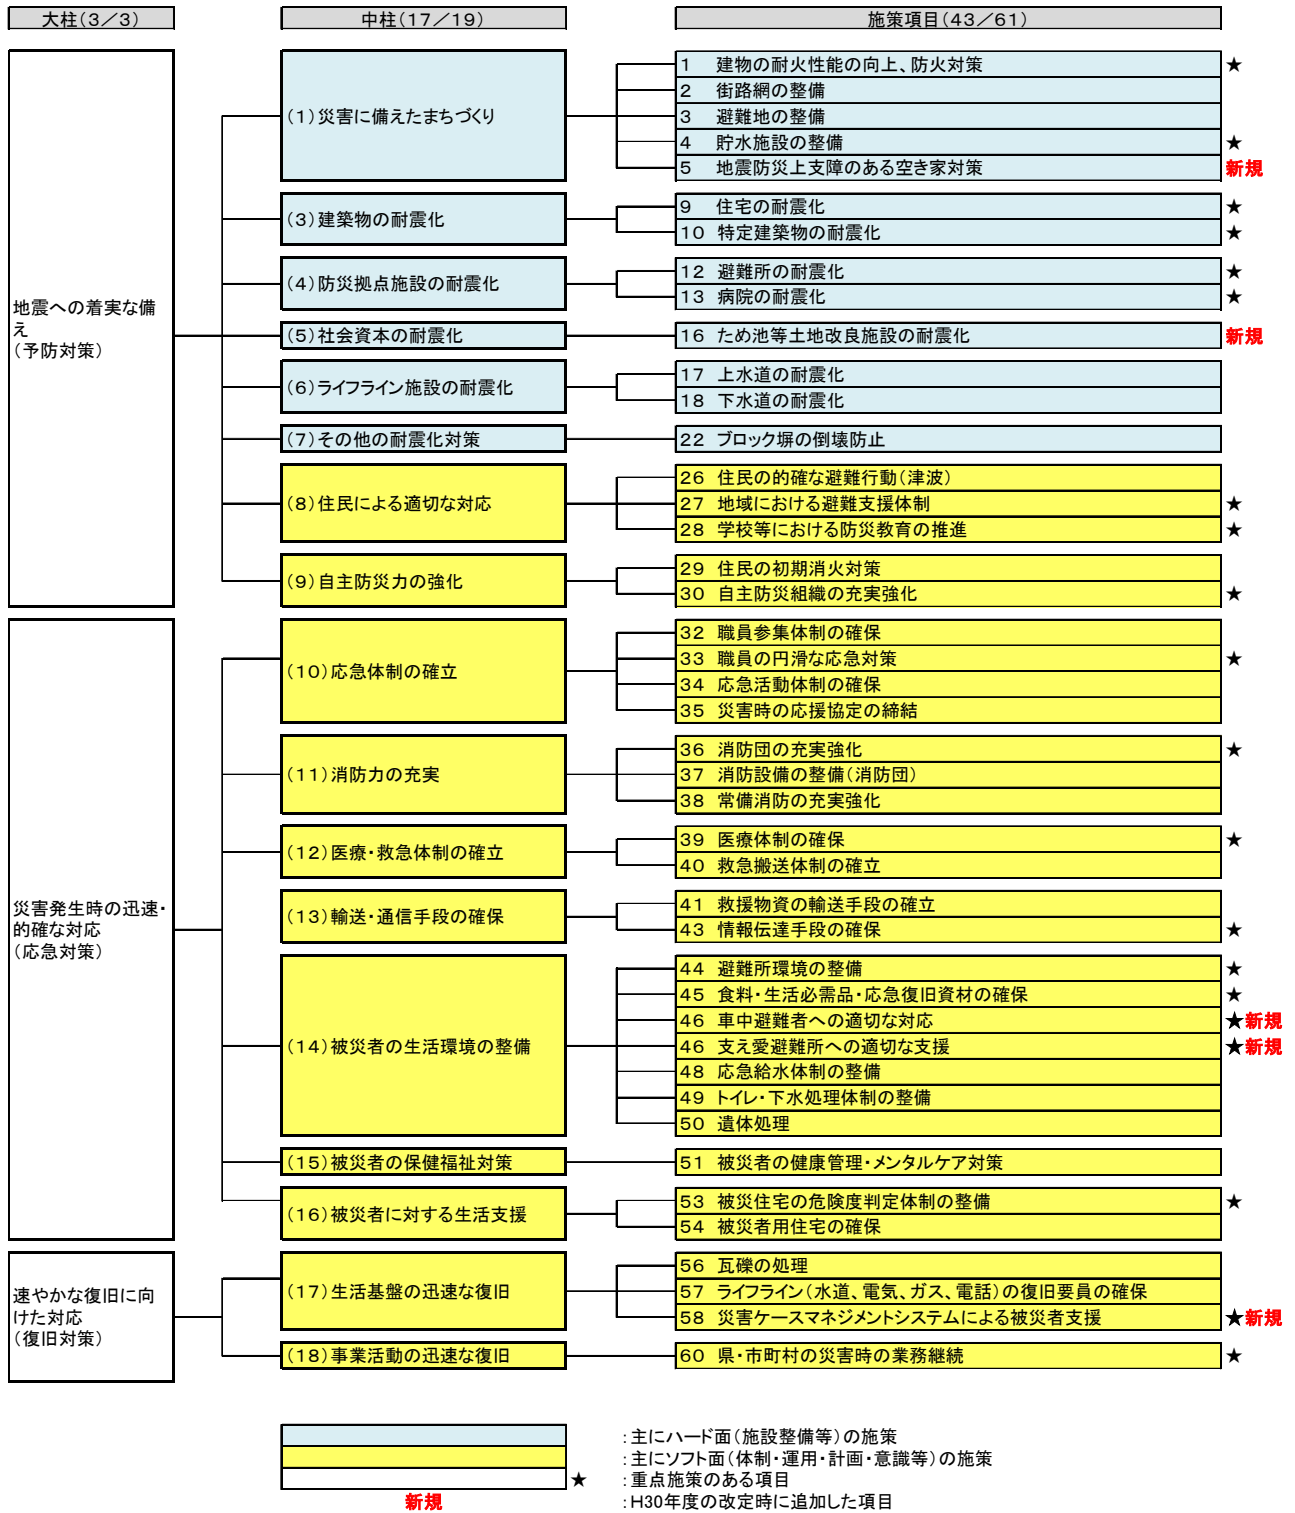 大柱(3／3)
中柱(17／19)
施策項目(43／61)
地震への着実な備
え
(予防対策)
(1)災害に備えたまちづくり
1 建物の耐火性能の向上、防火対策 ★
2 街路網の整備
3 避難地の整備
4 貯水施設の整備 ★
5 地震防災上支障のある空き家対策 新規
(3)建築物の耐震化
9 住宅の耐震化 ★
10 特定建築物の耐震化 ★
(4)防災拠点施設の耐震化
12 避難所の耐震化 ★
13 病院の耐震化 ★
(5)社会資本の耐震化
16 ため池等土地改良施設の耐震化 新規
(6)ライフライン施設の耐震化
17 上水道の耐震化
18 下水道の耐震化
(7)その他の耐震化対策
22 ブロック塀の倒壊防止
(8)住民による適切な対応
26 住民の的確な避難行動(津波)
27 地域における避難支援体制 ★
28 学校等における防災教育の推進 ★
(9)自主防災力の強化
29 住民の初期消火対策
30 自主防災組織の充実強化 ★
災害発生時の迅速・
的確な対応
(応急対策)
(10)応急体制の確立
32 職員参集体制の確保
33 職員の円滑な応急対策 ★
34 応急活動体制の確保
35 災害時の応援協定の締結
(11)消防力の充実
36 消防団の充実強化 ★
37 消防設備の整備(消防団)
38 常備消防の充実強化
(12)医療・救急体制の確立
39 医療体制の確保 ★
40 救急搬送体制の確立
(13)輸送・通信手段の確保
41 救援物資の輸送手段の確立
43 情報伝達手段の確保 ★
(14)被災者の生活環境の整備
44 避難所環境の整備 ★
45 食料・生活必需品・応急復旧資材の確保 ★
46 車中避難者への適切な対応 ★新規
46 支え愛避難所への適切な支援 ★新規
48 応急給水体制の整備
49 トイレ・下水処理体制の整備
50 遺体処理
(15)被災者の保健福祉対策
51 被災者の健康管理・メンタルケア対策
(16)被災者に対する生活支援
53 被災住宅の危険度判定体制の整備 ★
54 被災者用住宅の確保
速やかな復旧に向
けた対応
(復旧対策)
(17)生活基盤の迅速な復旧
56 瓦礫の処理
57 ライフライン(水道、電気、ガス、電話)の復旧要員の確保
58 災害ケースマネジメントシステムによる被災者支援 ★新規
(18)事業活動の迅速な復旧
60 県・市町村の災害時の業務継続 ★
：主にハード面(施設整備等)の施策
：主にソフト面(体制・運用・計画・意識等)の施策
★ ：重点施策のある項目
新規 ：H30年度の改定時に追加した項目